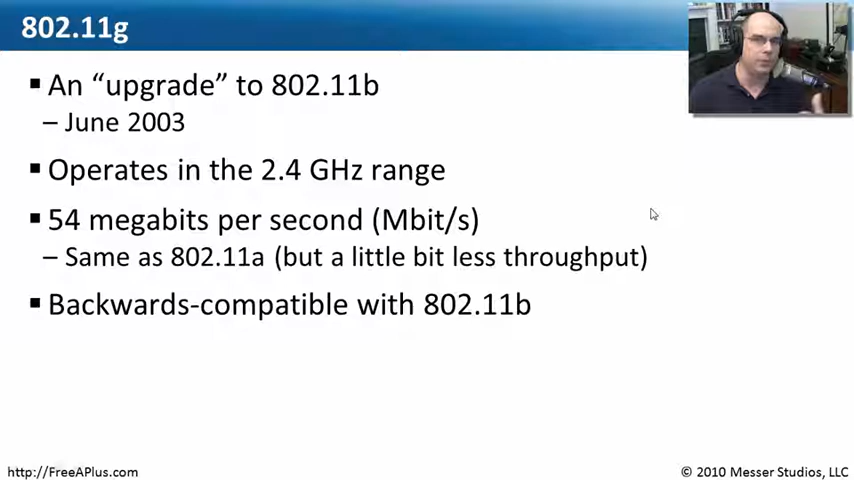 802.11g
▪ An “upgrade” to 802.11b
– June 2003
▪ Operates in the 2.4 GHz range
▪ 54 megabits per second (Mbit/s)
– Same as 802.11a (but a little bit less throughput)
▪ Backwards-compatible with 802.11b
http://FreeAPlus.com
© 2010 Messer Studios, LLC